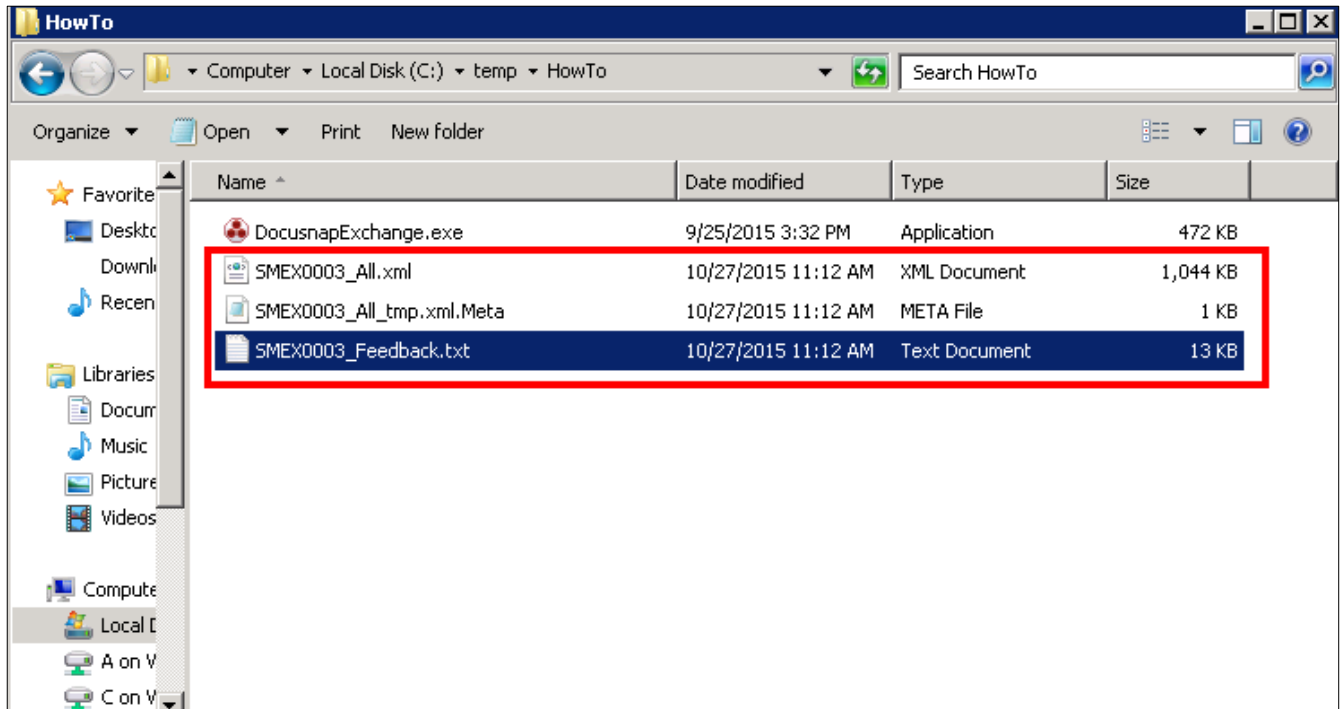 HowTo
Computer Local Disk (C:) temp HowTo Search HowTo
Organize Open Print New folder
Name Date modified Type Size
Favorite
Deskto
Downl
Recen
Libraries
Docum
Music
Picture
Videos
Compute
Local D
A on V
C on V
DocusnapExchange.exe 9/25/2015 3:32 PM Application 472 KB
SMEX0003_All.xml 10/27/2015 11:12 AM XML Document 1,044 KB
SMEX0003_All_tmp.xml.Meta 10/27/2015 11:12 AM META File 1 KB
SMEX0003_Feedback.txt 10/27/2015 11:12 AM Text Document 13 KB